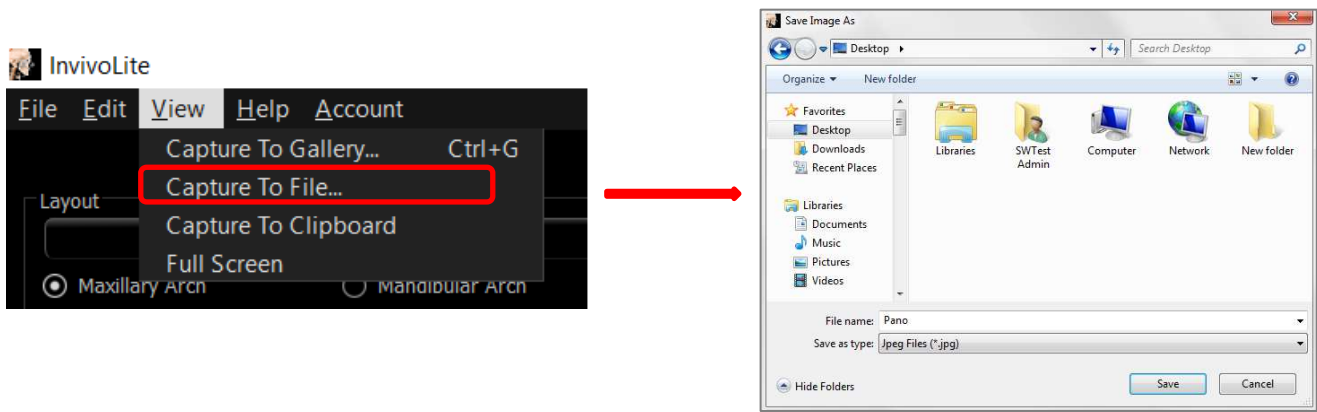 InvivoLite
File Edit View Help Account
Capture To Gallery... Ctrl+G
Capture To File...
Layout
Capture To Clipboard
Full Screen
Maxillary Arch Mandibular Arch
Save Image As
Desktop
Search Desktop
Organize New folder
Favorites
Desktop
Downloads
Recent Places
Libraries
Documents
Music
Pictures
Videos
Libraries
SWTest
Admin
Computer
Network
New folder
File name: Pano
Save as type: Jpeg Files (*.jpg)
Hide Folders
Save Cancel